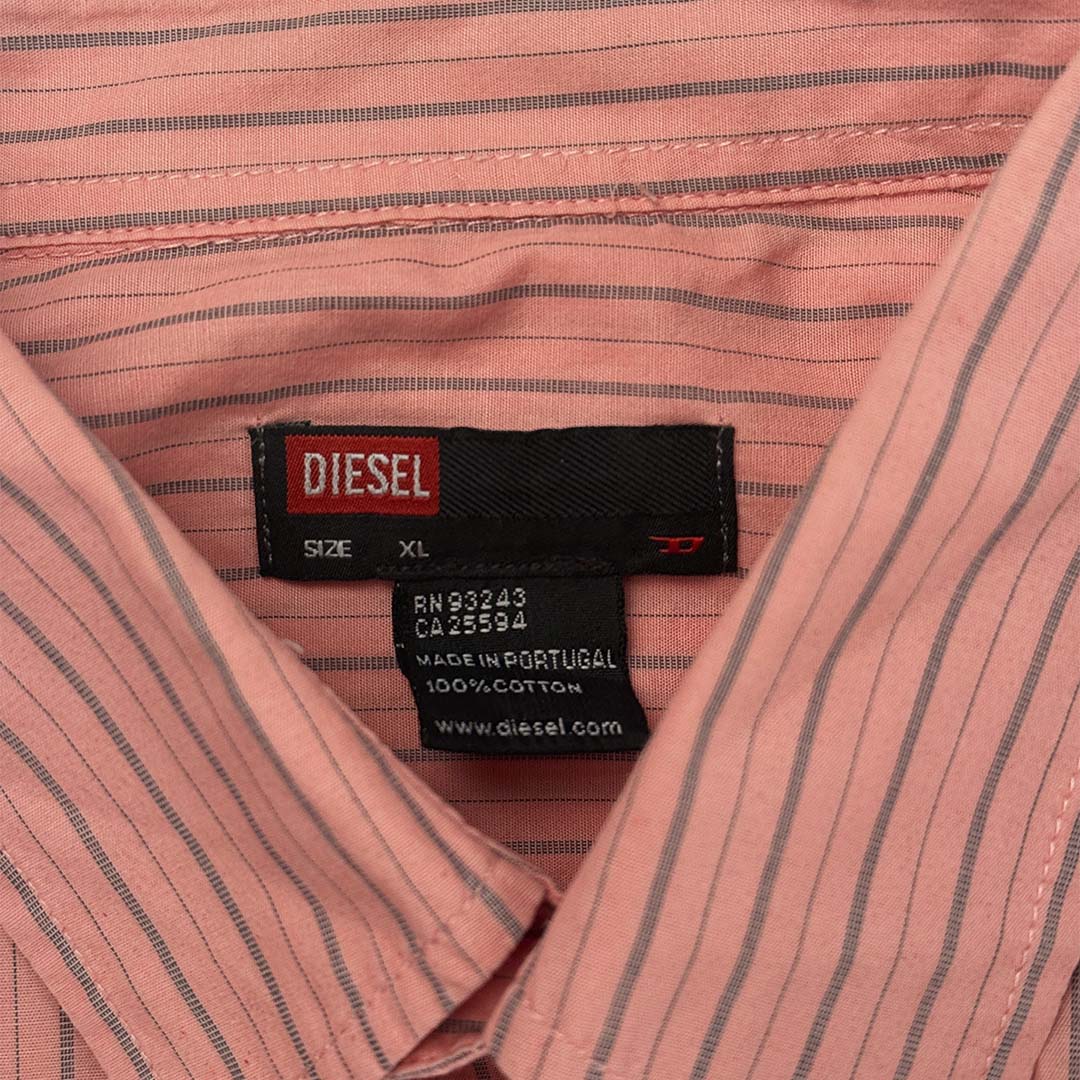 DIESEL
SIZE XL D
RN 93243
CA 25594
MADE IN PORTUGAL
100% COTTON
www.diesel.com